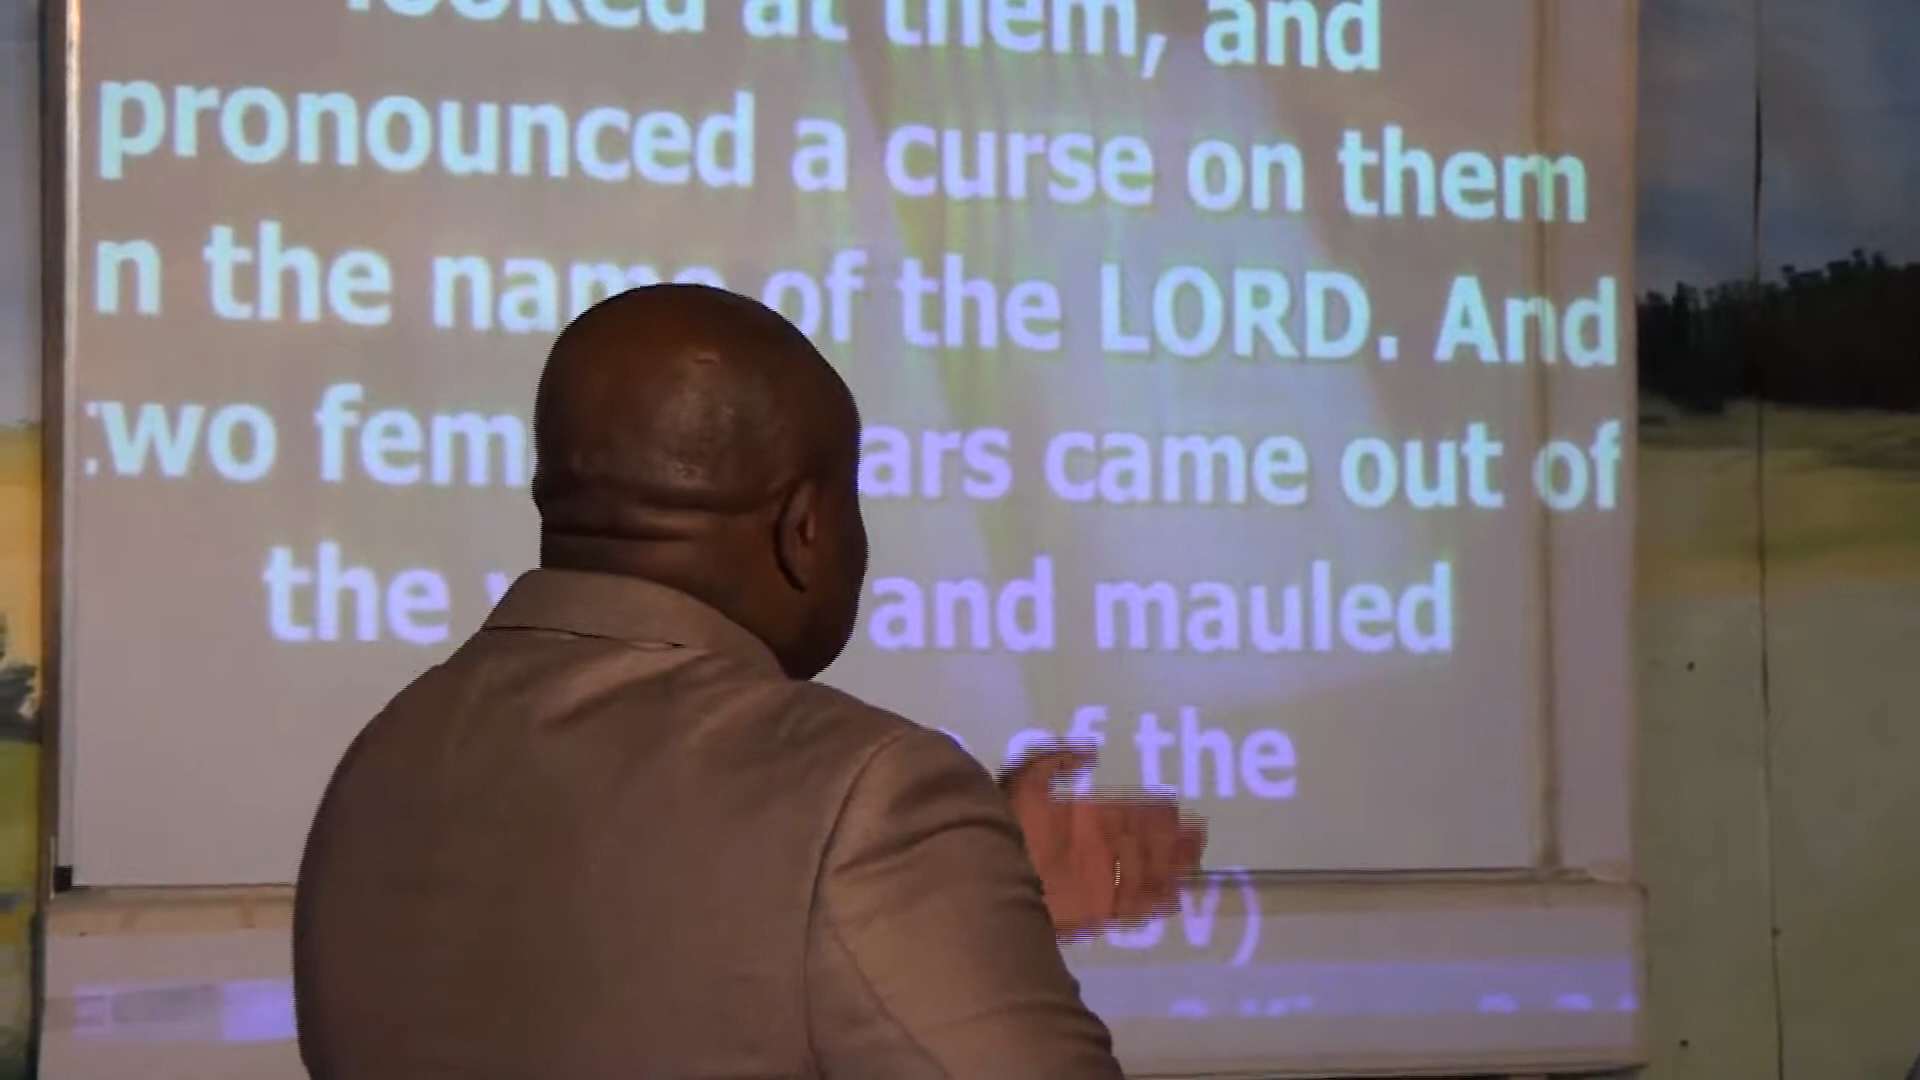 looked at them, and
pronounced a curse on them
n the name of the LORD. And
two fem ars came out of
the and mauled
of the